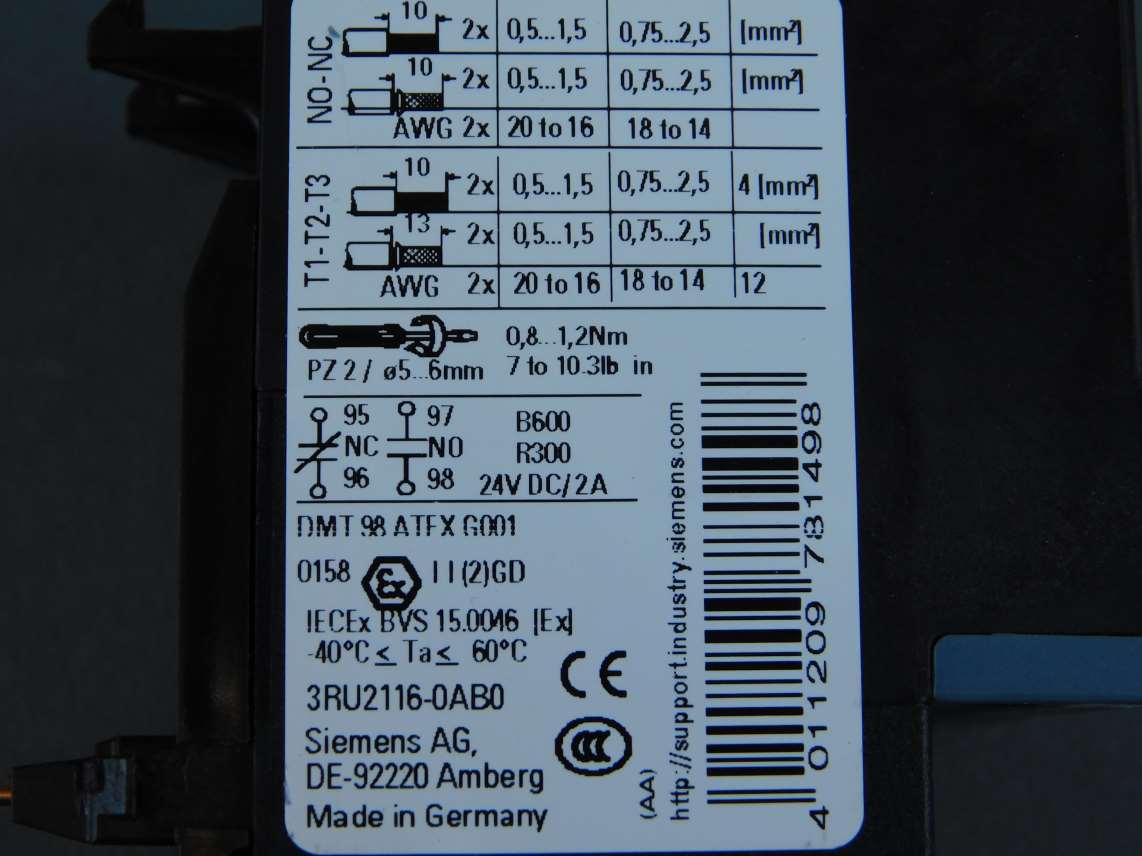 NO-NC
10 2x 0,5...1,5 0,75...2,5 [mm²]
10 2x 0,5...1,5 0,75...2,5 [mm²]
AWG 2x 20 to 16 18 to 14
T1-T2-T3
10 2x 0,5...1,5 0,75...2,5 4 [mm²]
13 2x 0,5...1,5 0,75...2,5 [mm²]
AWG 2x 20 to 16 18 to 14 12
0,8...1,2Nm
PZ 2 / ø5...6mm 7 to 10.3lb in
95 97 B600
NC NO R300
96 98 24V DC/2A
DMT 98 ATEX G001
0158 Ex II(2)GD
IECEx BVS 15.0046 [Ex]
-40°C ≤ Ta ≤ 60°C
CE
3RU2116-0AB0
CCC
Siemens AG,
DE-92220 Amberg
Made in Germany
(AA)
http://support.industry.siemens.com
4 011209 781498